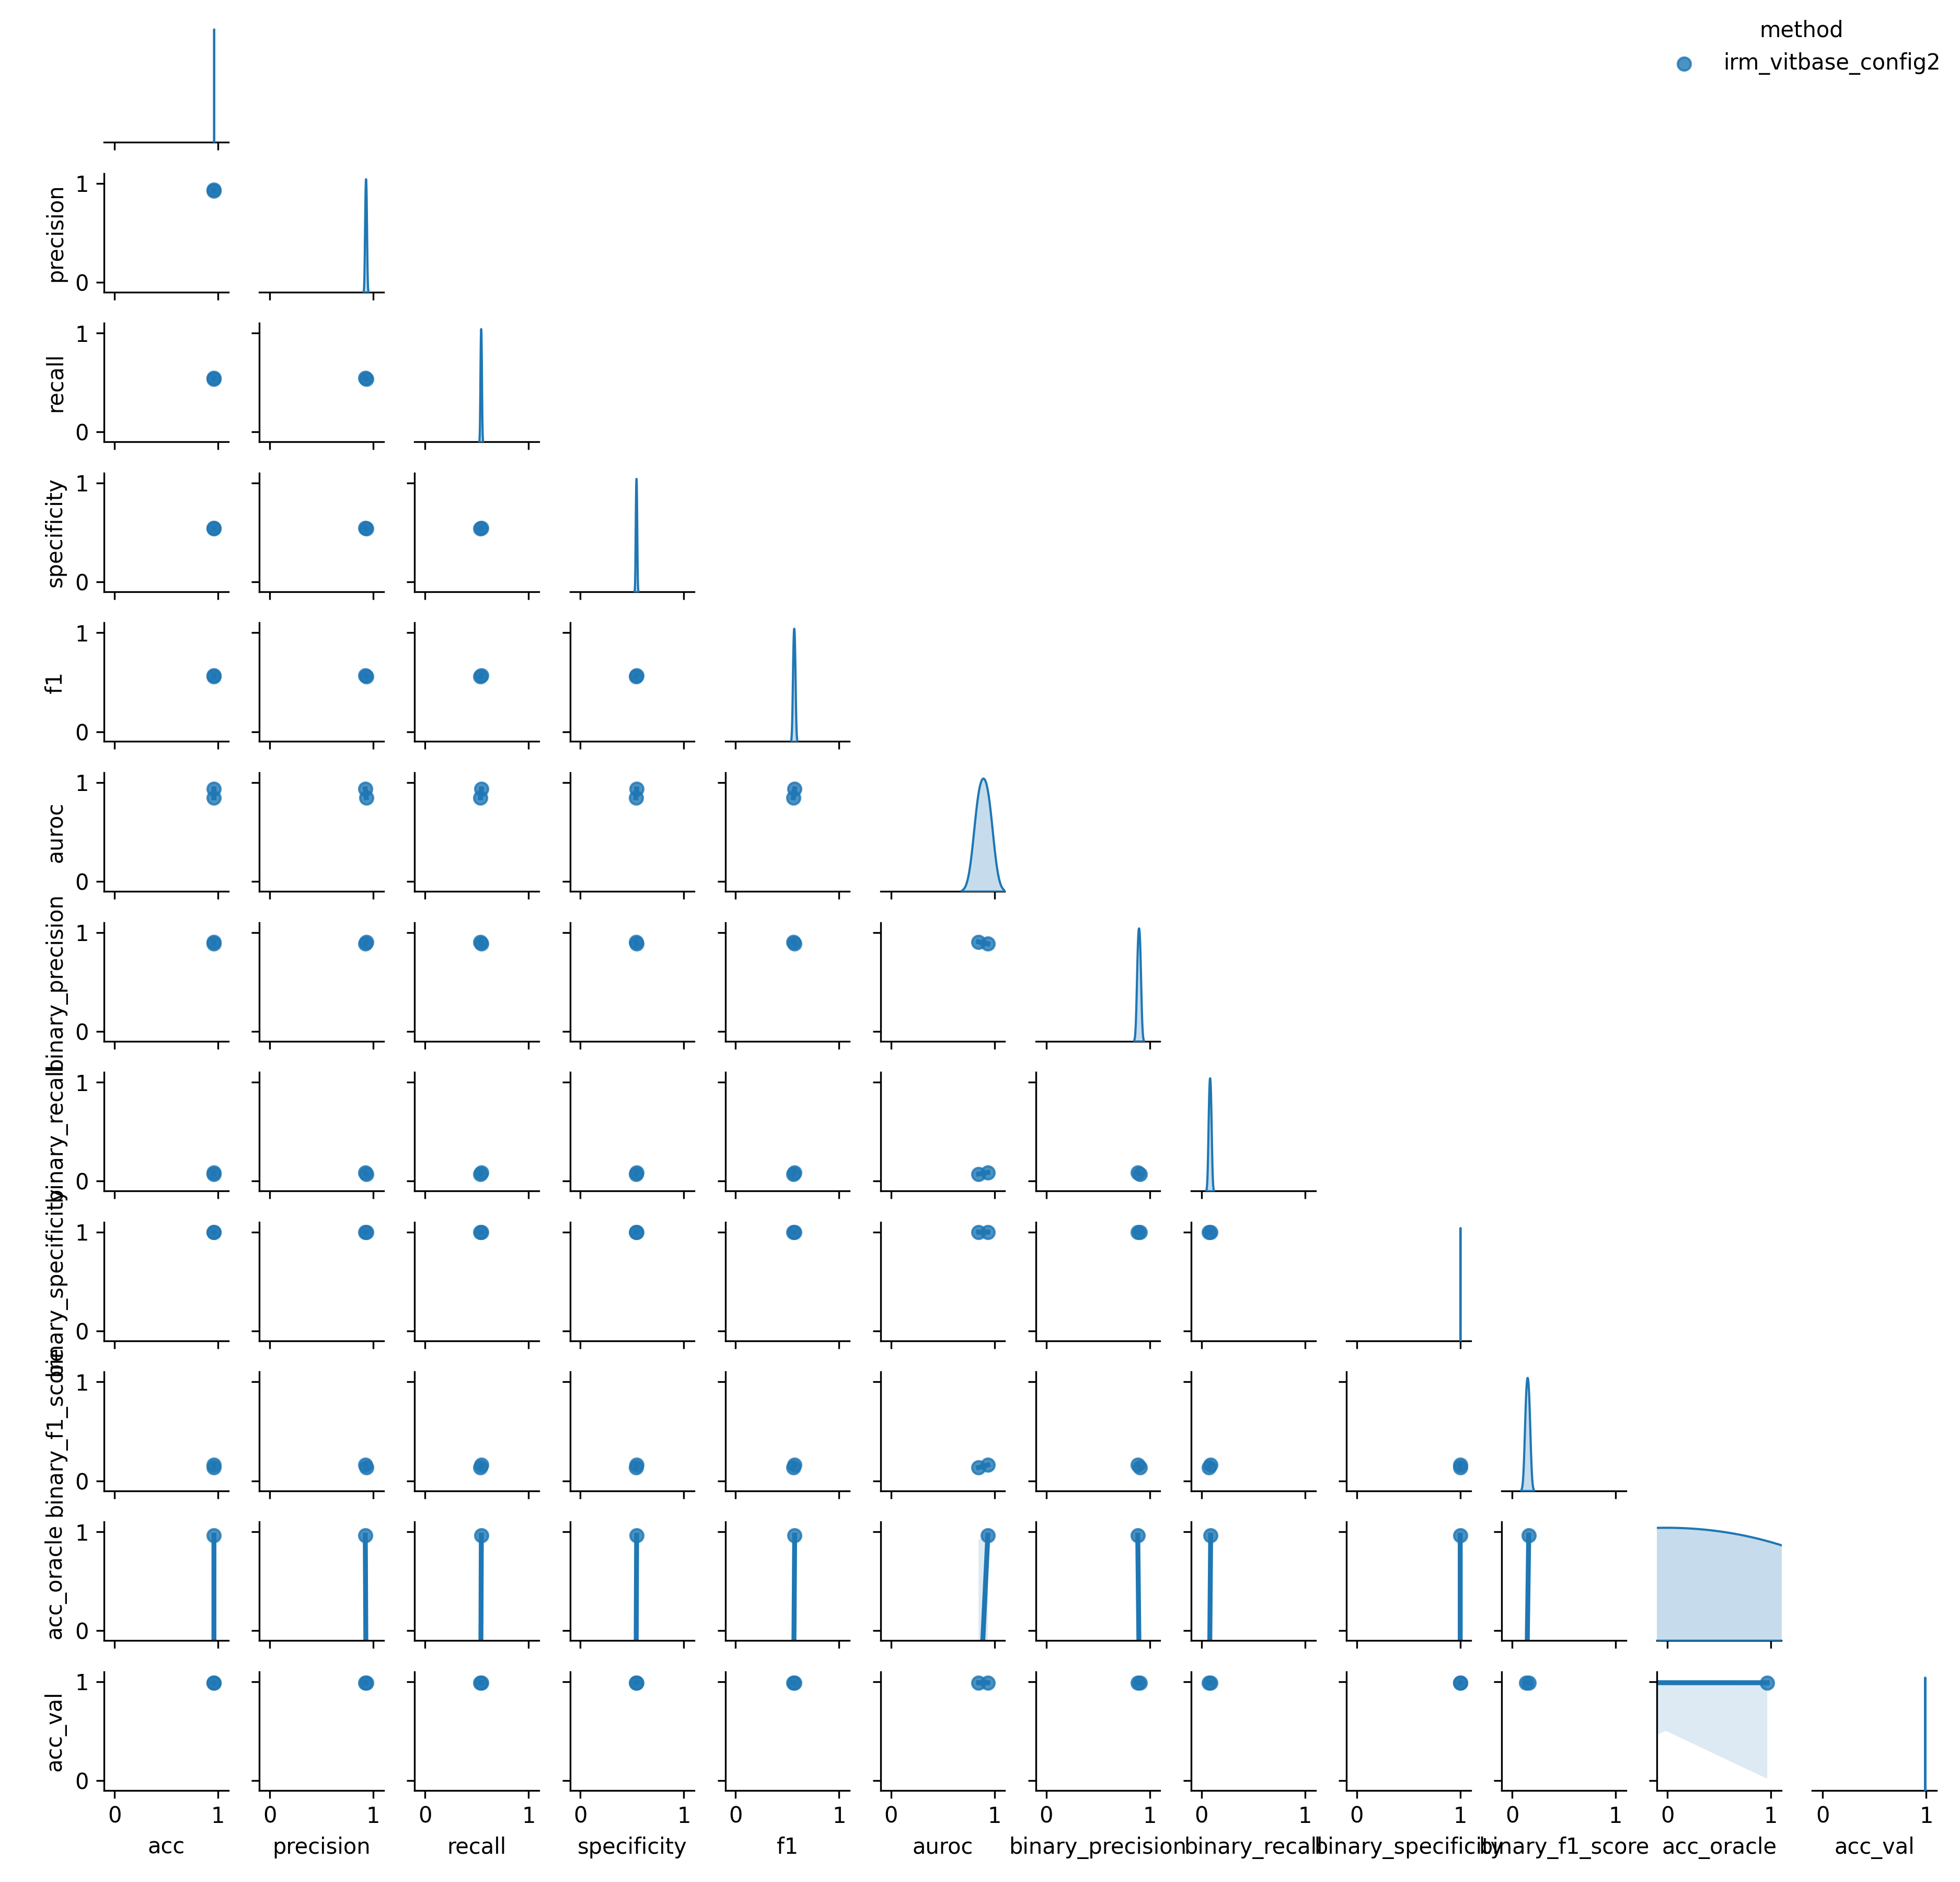 method
irm_vitbase_config2
0 1
1
precision
0
1
recall
0
1
specificity
0
1
f1
0
1
auroc
0
1
binary_precision
0
1
binary_recall
0
1
binary_specificity
0
1
binary_f1_score
0
1
acc_oracle
0
1
acc_val
0
0 1 0 1 0 1 0 1 0 1 0 1 0 1 0 1 0 1 0 1 0 1 0 1
acc precision recall specificity f1 auroc binary_precision binary_recall binary_specificity binary_f1_score acc_oracle acc_val